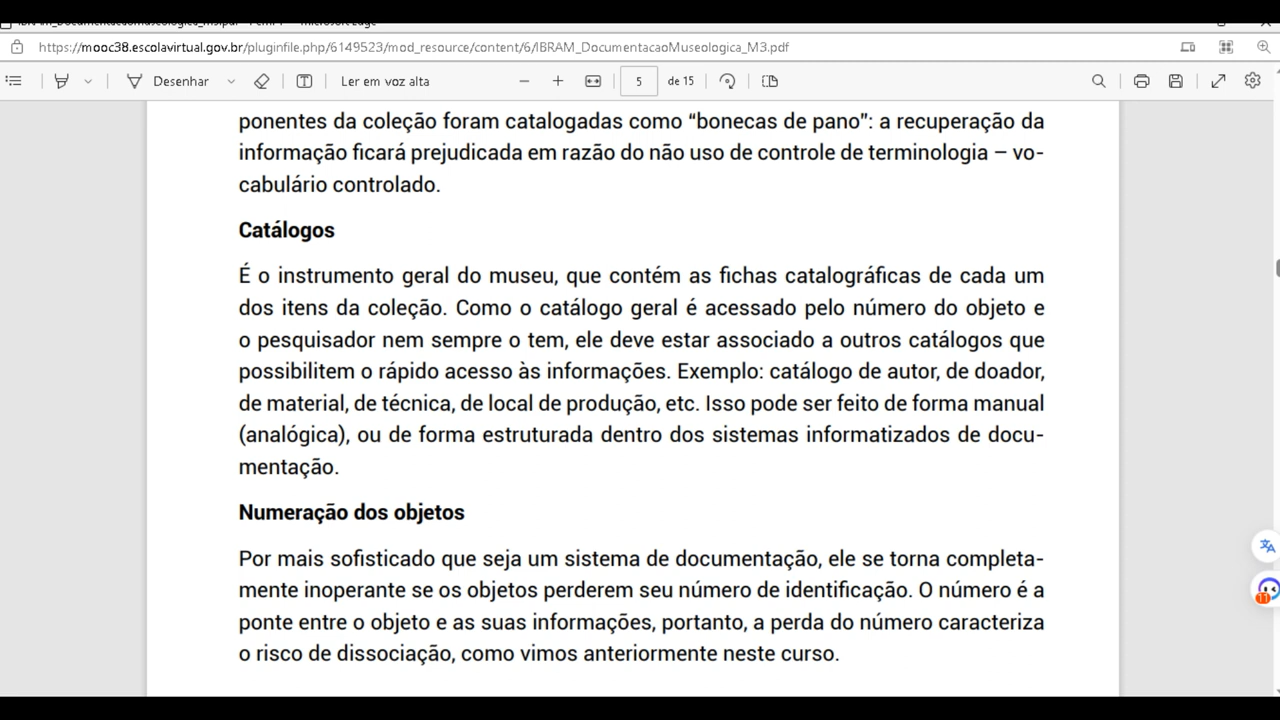 https://mooc38.escolavirtual.gov.br/pluginfile.php/6149523/mod_resource/content/6/IBRAM_DocumentacaoMuseologica_M3.pdf
Desenhar Ler em voz alta 5 de 15
ponentes da coleção foram catalogadas como “bonecas de pano”: a recuperação da
informação ficará prejudicada em razão do não uso de controle de terminologia – vo-
cabulário controlado.
Catálogos
É o instrumento geral do museu, que contém as fichas catalográficas de cada um
dos itens da coleção. Como o catálogo geral é acessado pelo número do objeto e
o pesquisador nem sempre o tem, ele deve estar associado a outros catálogos que
possibilitem o rápido acesso às informações. Exemplo: catálogo de autor, de doador,
de material, de técnica, de local de produção, etc. Isso pode ser feito de forma manual
(analógica), ou de forma estruturada dentro dos sistemas informatizados de docu-
mentação.
Numeração dos objetos
Por mais sofisticado que seja um sistema de documentação, ele se torna completa-
mente inoperante se os objetos perderem seu número de identificação. O número é a
ponte entre o objeto e as suas informações, portanto, a perda do número caracteriza
o risco de dissociação, como vimos anteriormente neste curso.
11